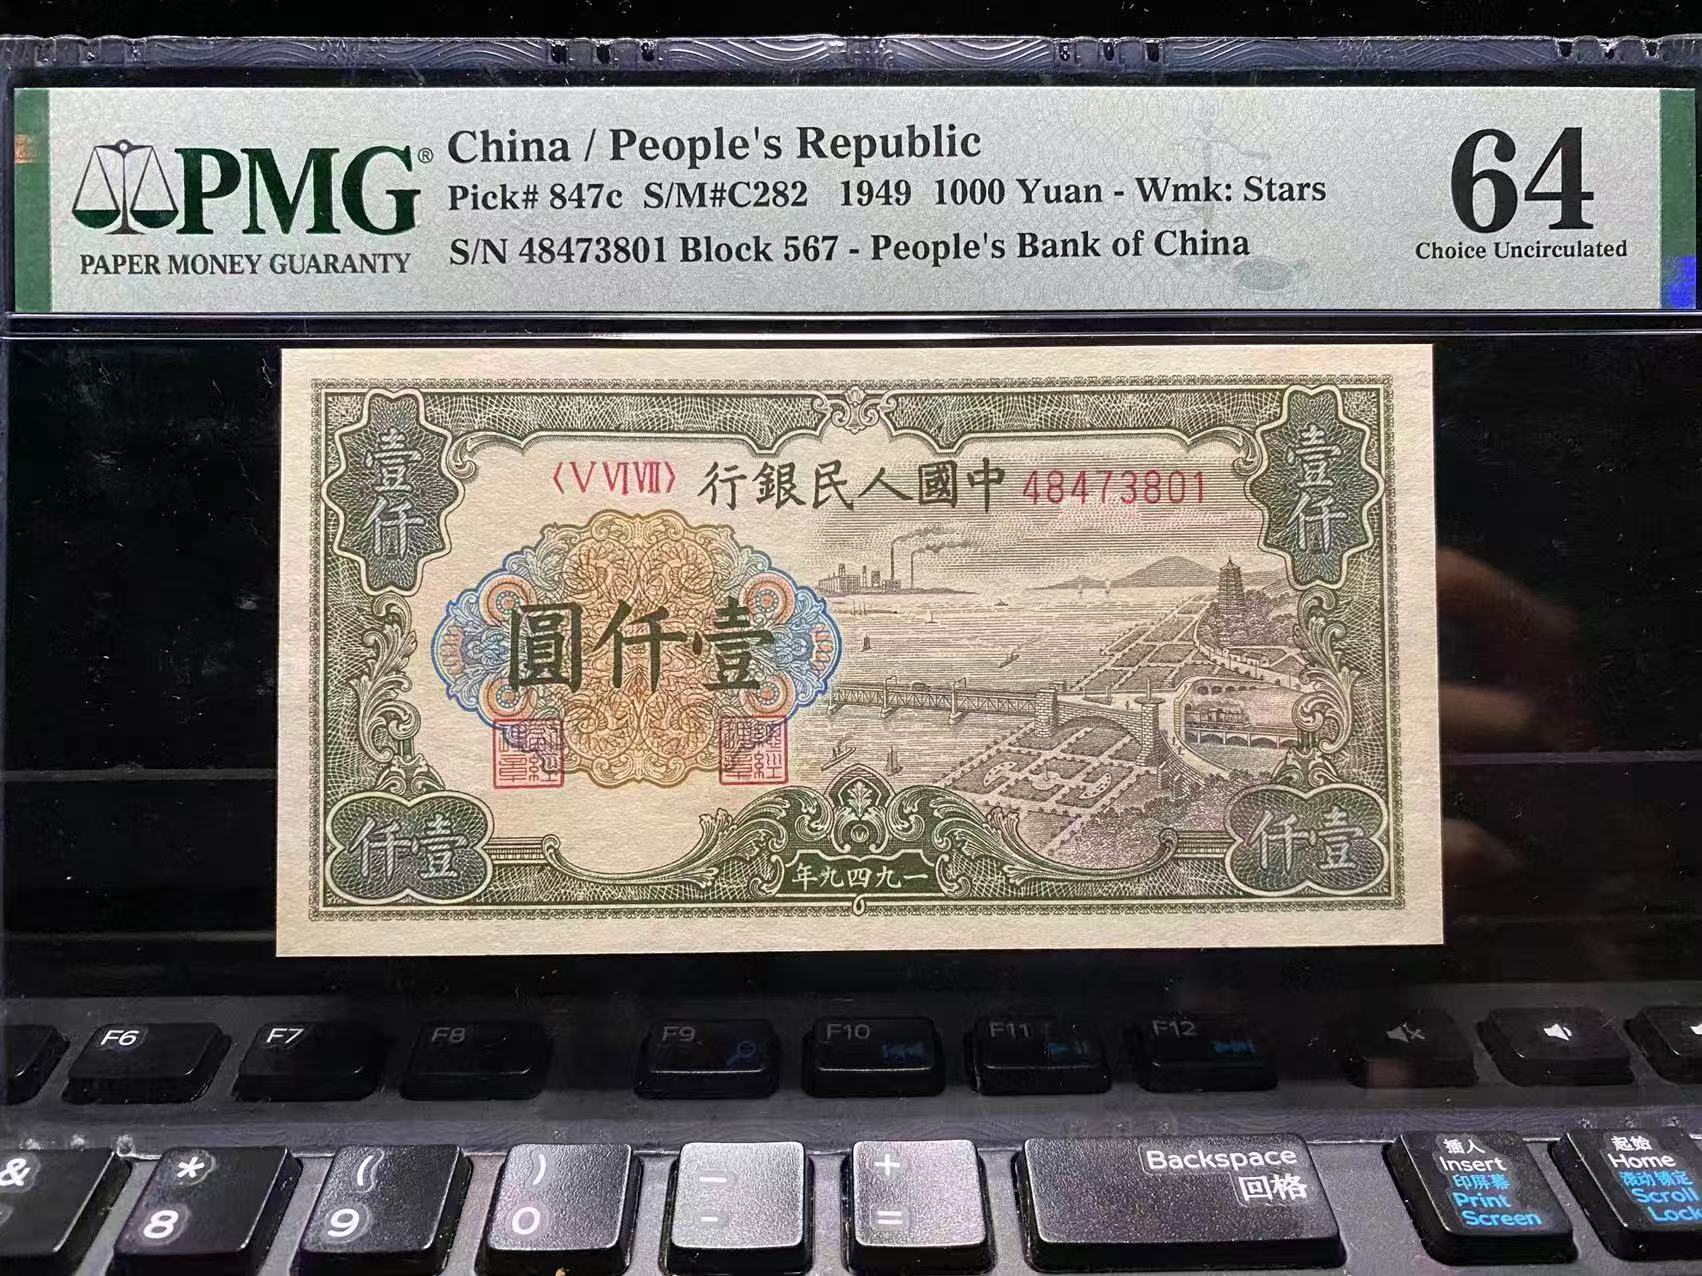 PMG®
PAPER MONEY GUARANTY
China / People's Republic
Pick# 847c S/M#C282 1949 1000 Yuan - Wmk: Stars
S/N 48473801 Block 567 - People's Bank of China
64
Choice Uncirculated
壹仟
〈V VI VII〉
行銀民人國中
48473801
壹仟
圓仟壹
仟壹
年九四九一
仟壹
F6
F7
F8
F9
F10
F11
F12
&
* 8
( 9
) 0
— -
+ =
Backspace
回格
插入
Insert
印屏幕
Print
Screen
起始
Home
滚动锁定
Scroll
Lock